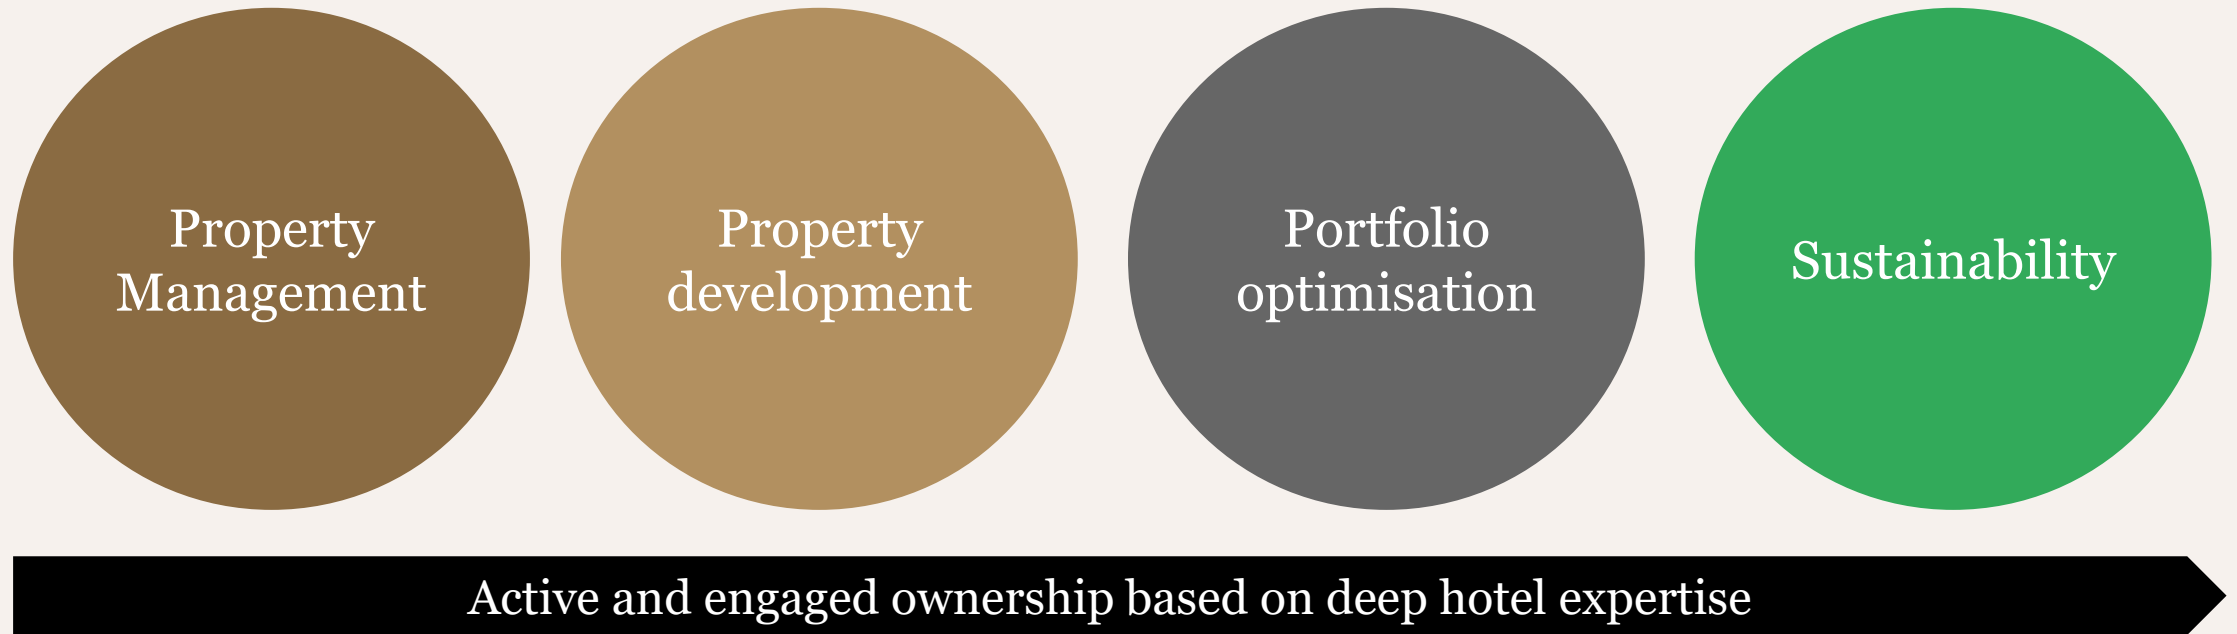 Property
Management
Property
development
Portfolio
optimisation
Sustainability
Active and engaged ownership based on deep hotel expertise